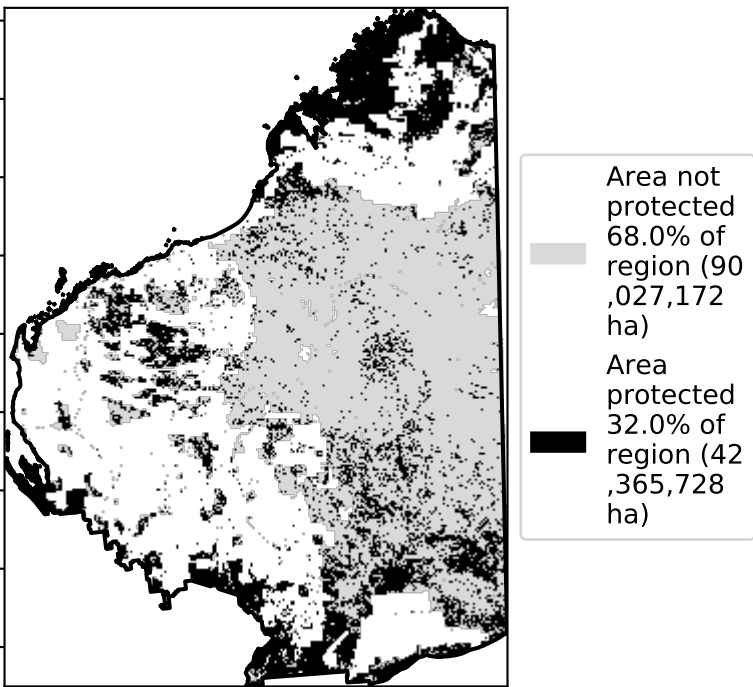 Area not
protected
68.0% of
region (90
,027,172
ha)
Area
protected
32.0% of
region (42
,365,728
ha)